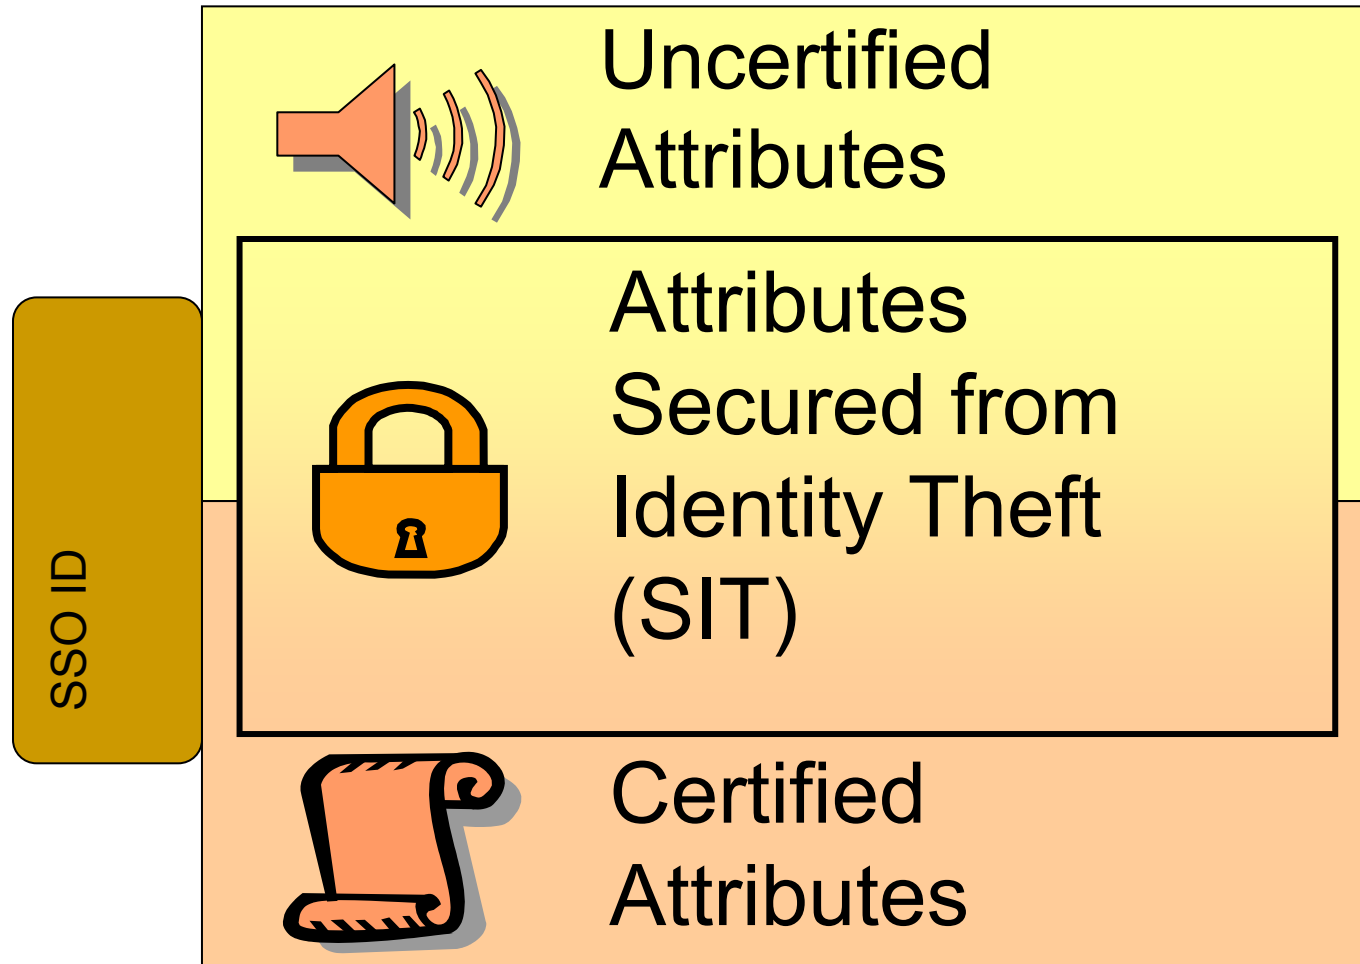 Uncertified
Attributes
Attributes
Secured from
Identity Theft
(SIT)
SSO ID
Certified
Attributes